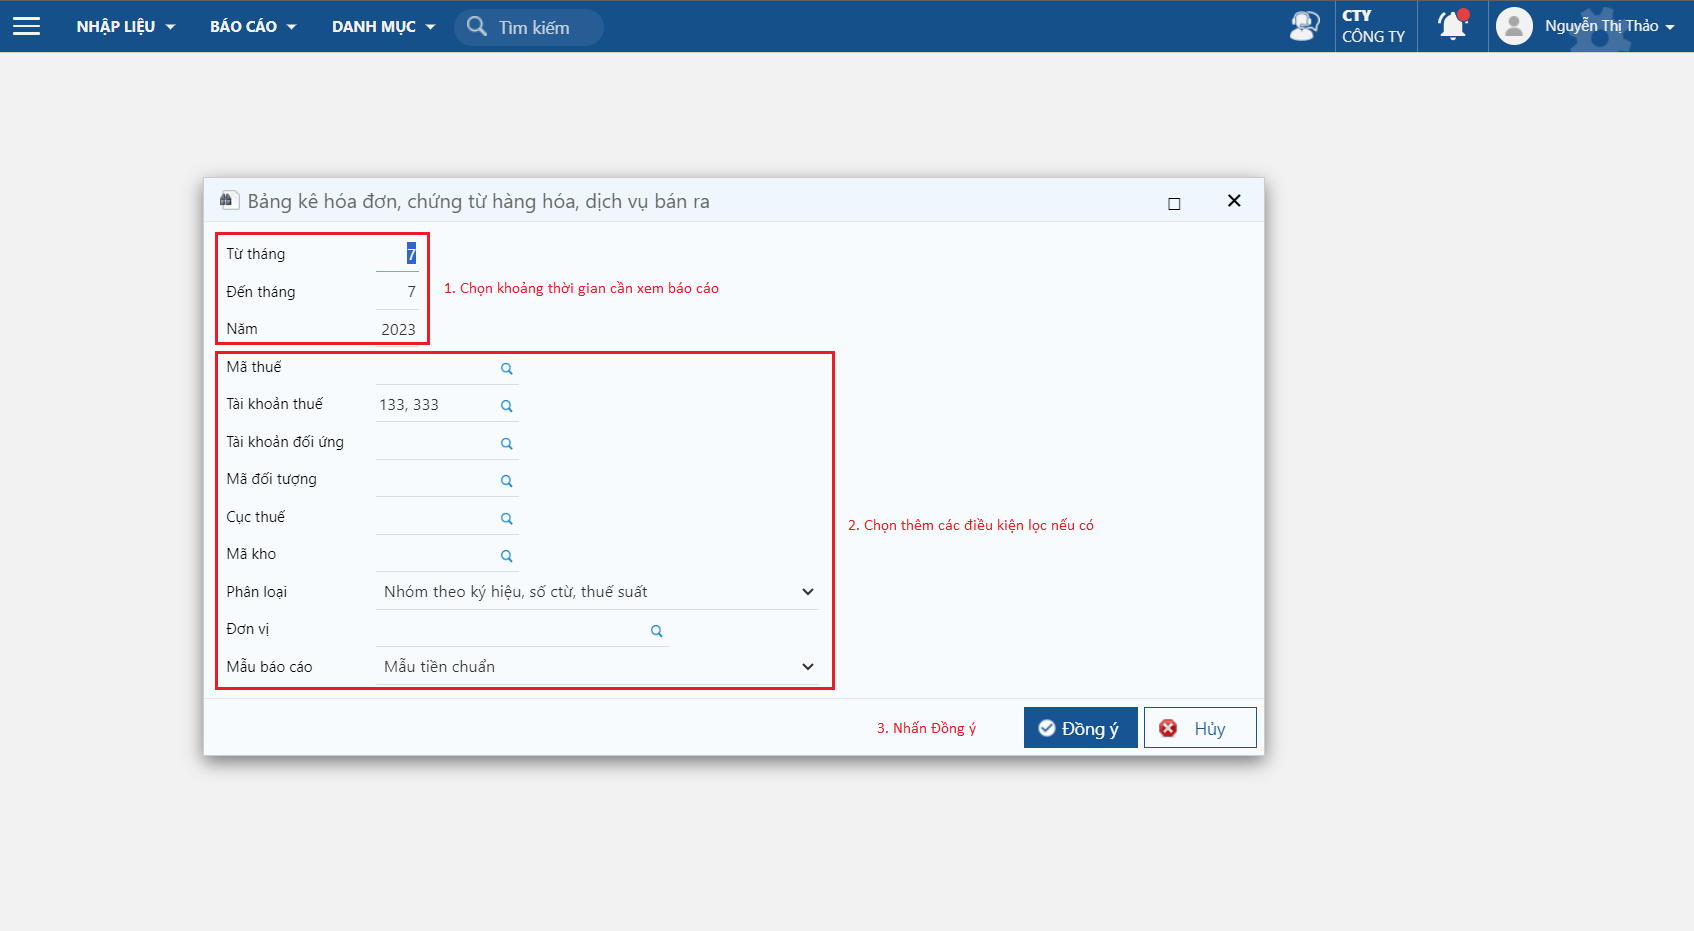 NHẬP LIỆU BÁO CÁO DANH MỤC Tìm kiếm CTY CÔNG TY Nguyễn Thị Thảo
Bảng kê hóa đơn, chứng từ hàng hóa, dịch vụ bán ra
Từ tháng 7
Đến tháng 7
Năm 2023
1. Chọn khoảng thời gian cần xem báo cáo
Mã thuế
Tài khoản thuế 133, 333
Tài khoản đối ứng
Mã đối tượng
Cục thuế
Mã kho
Phân loại Nhóm theo ký hiệu, số ctừ, thuế suất
Đơn vị
Mẫu báo cáo Mẫu tiền chuẩn
2. Chọn thêm các điều kiện lọc nếu có
3. Nhấn Đồng ý
Đồng ý Hủy